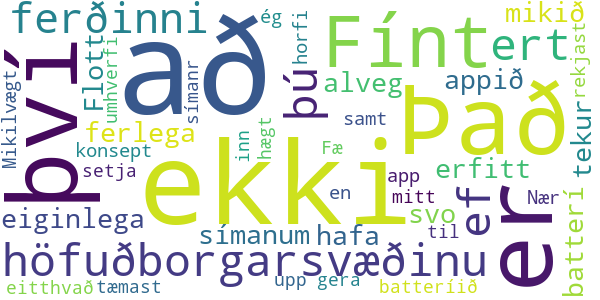 ferðinni
að
Fínt
ert
mikið
ég
horfi
símanr
umhverfi
Flott
því
Mikilvægt
þú
alveg
appið
rekjast
Það
ekki
ferlega
samt
hægt
inn
Fæ
tekur
konsept
setja
erfitt
en
app
mitt
Nær
batterí
eiginlega
svo
ef
er
símanum
hafa
til
höfuðborgarsvæðinu
eitthvað
tæmast
upp
gera
batteríið